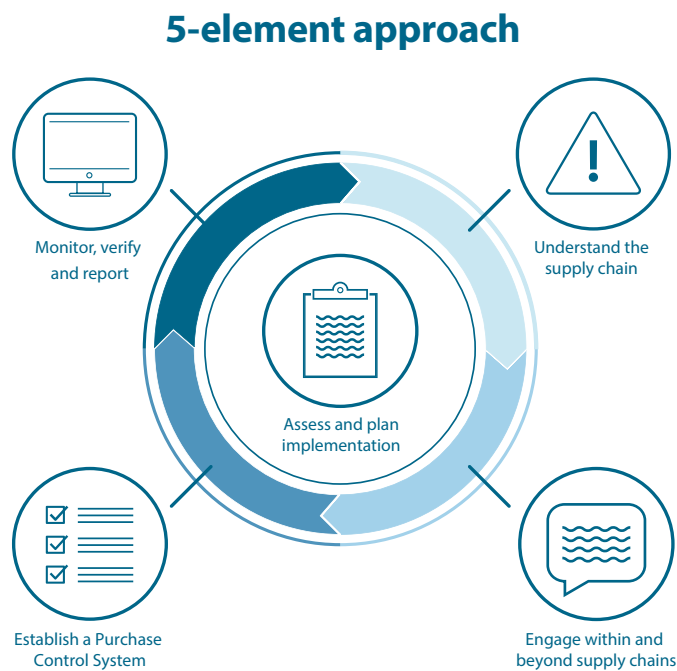 5-element approach
Monitor, verify
and report
Understand the
supply chain
Assess and plan
implementation
Establish a Purchase
Control System
Engage within and
beyond supply chains